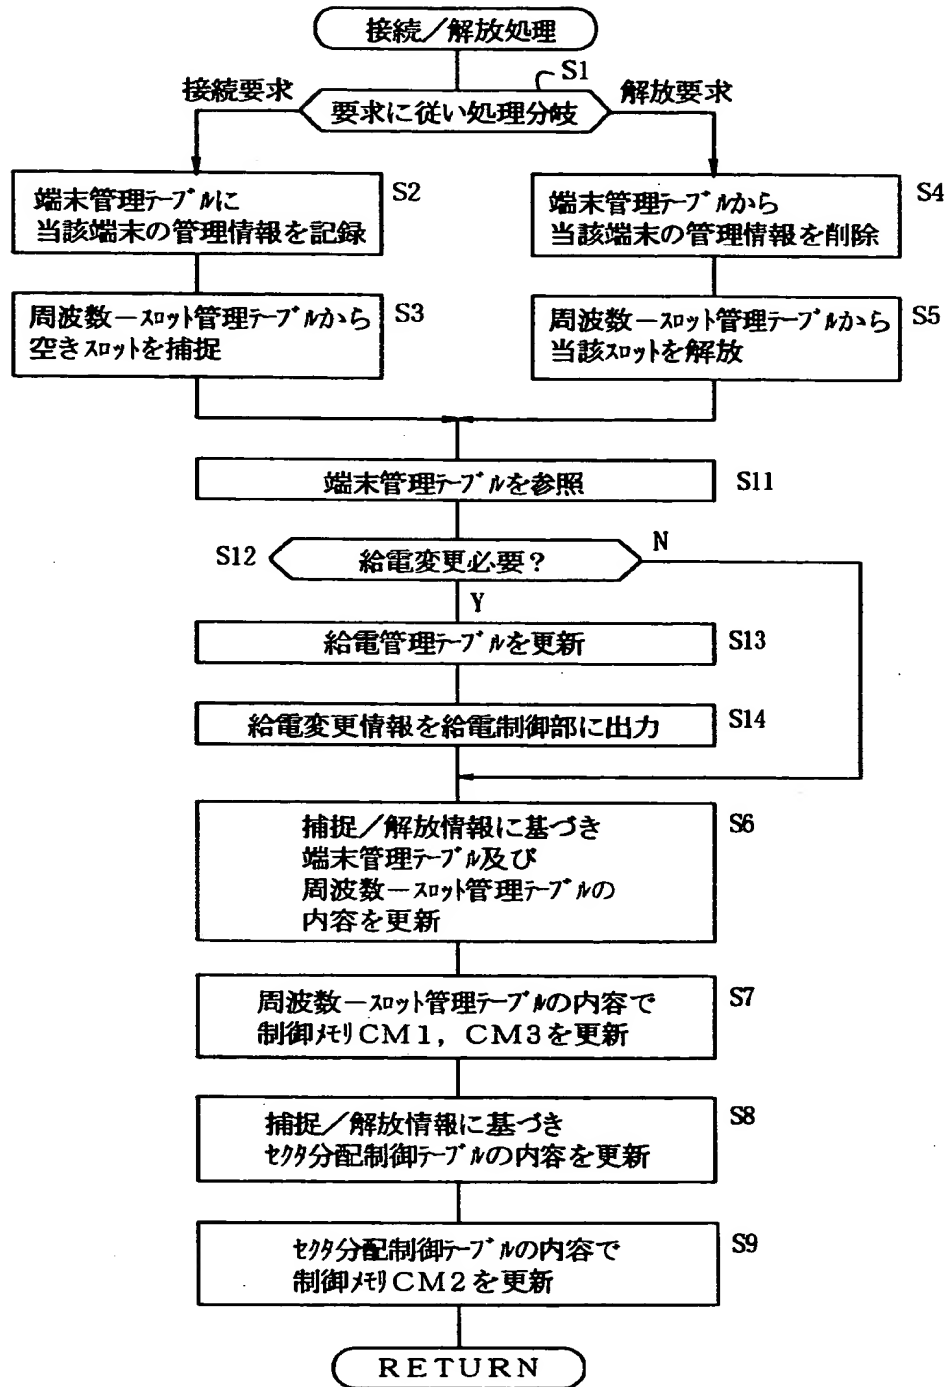 接続／解放処理
S1
接続要求
解放要求
要求に従い処理分岐
S2
端末管理ﾃｰﾌﾞﾙに
当該端末の管理情報を記録
S4
端末管理ﾃｰﾌﾞﾙから
当該端末の管理情報を削除
S3
周波数－ｽﾛｯﾄ管理ﾃｰﾌﾞﾙから
空きｽﾛｯﾄを捕捉
S5
周波数－ｽﾛｯﾄ管理ﾃｰﾌﾞﾙから
当該ｽﾛｯﾄを解放
端末管理ﾃｰﾌﾞﾙを参照
S11
S12
給電変更必要？
N
Y
給電管理ﾃｰﾌﾞﾙを更新
S13
給電変更情報を給電制御部に出力
S14
捕捉／解放情報に基づき
端末管理ﾃｰﾌﾞﾙ及び
周波数－ｽﾛｯﾄ管理ﾃｰﾌﾞﾙの
内容を更新
S6
周波数－ｽﾛｯﾄ管理ﾃｰﾌﾞﾙの内容で
制御ﾒﾓﾘＣＭ１，ＣＭ３を更新
S7
捕捉／解放情報に基づき
ｾｸﾀ分配制御ﾃｰﾌﾞﾙの内容を更新
S8
ｾｸﾀ分配制御ﾃｰﾌﾞﾙの内容で
制御ﾒﾓﾘＣＭ２を更新
S9
ＲＥＴＵＲＮ